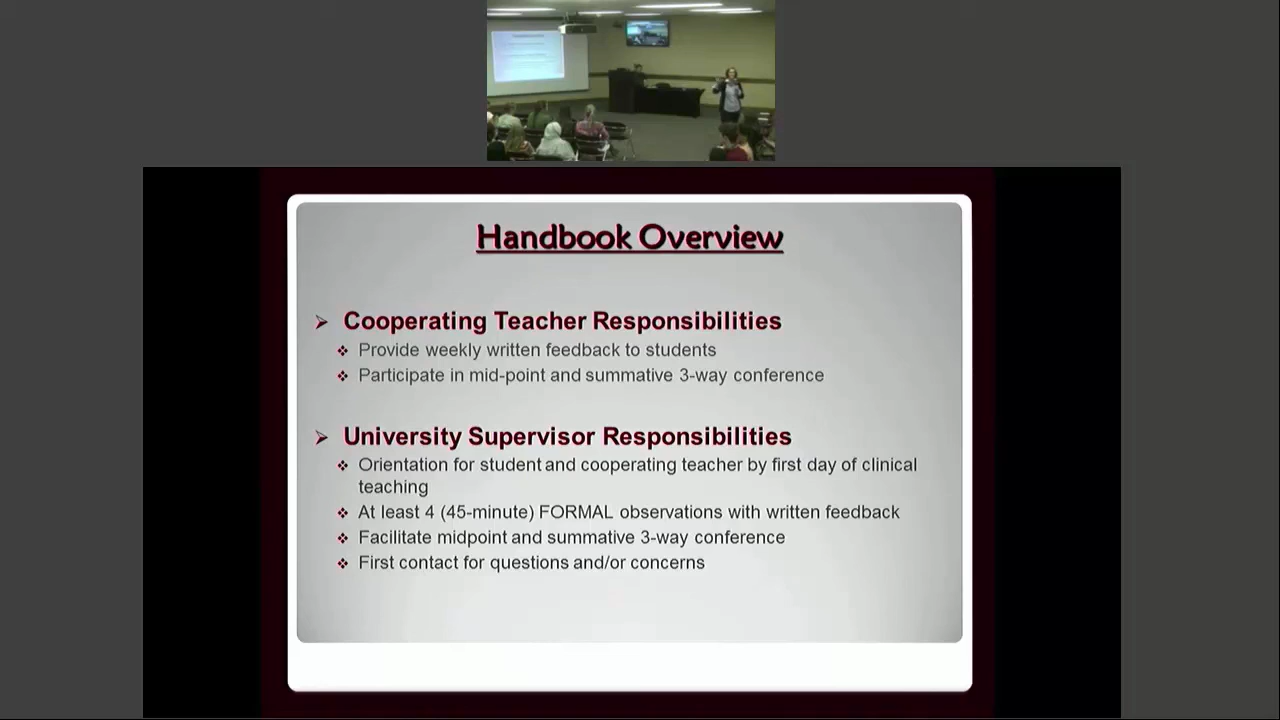 Handbook Overview
Cooperating Teacher Responsibilities
Provide weekly written feedback to students
Participate in mid-point and summative 3-way conference
University Supervisor Responsibilities
Orientation for student and cooperating teacher by first day of clinical
teaching
At least 4 (45-minute) FORMAL observations with written feedback
Facilitate midpoint and summative 3-way conference
First contact for questions and/or concerns